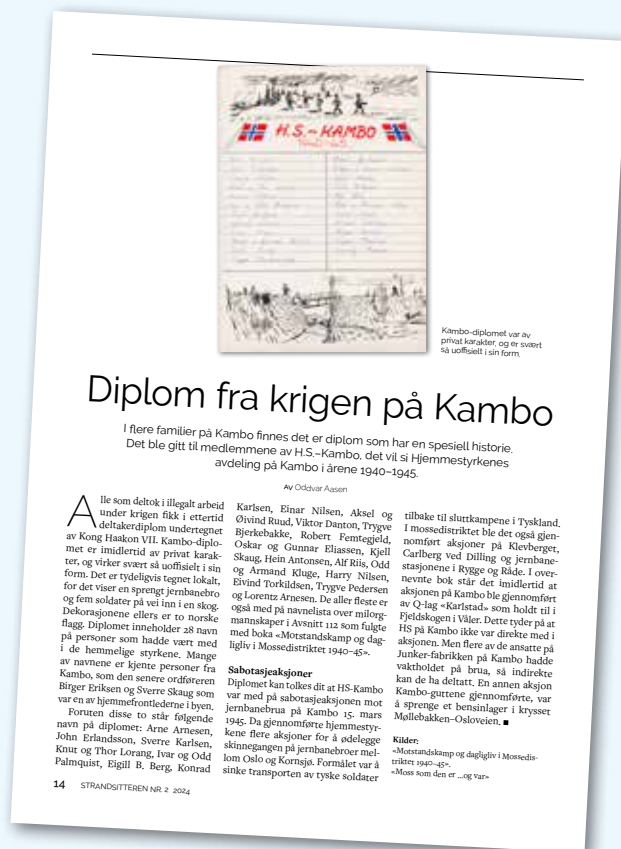 H.S. – KAMBO
1940-45
Kambo-diplomet var av
privat karakter, og er svært
så uoffisielt i sin form.
Diplom fra krigen på Kambo
I flere familier på Kambo finnes det er diplom som har en spesiell historie.
Det ble gitt til medlemmene av H.S.–Kambo, det vil si Hjemmestyrkenes
avdeling på Kambo i årene 1940–1945.
AV Oddvar Aasen
Alle som deltok i illegalt arbeid
under krigen fikk i ettertid
deltakerdiplom undertegnet
av Kong Haakon VII. Kambo-diplo-
met er imidlertid av privat karak-
ter, og virker svært så uoffisielt i sin
form. Det er tydeligvis tegnet lokalt,
for det viser en sprengt jernbanebro
og fem soldater på vei inn i en skog.
Dekorasjonene ellers er to norske
flagg. Diplomet inneholder 28 navn
på personer som hadde vært med
i de hemmelige styrkene. Mange
av navnene er kjente personer fra
Kambo, som den senere ordføreren
Birger Eriksen og Sverre Skaug som
var en av hjemmefrontlederne i byen.
Foruten disse to står følgende
navn på diplomet: Arne Arnesen,
John Erlandsson, Sverre Karlsen,
Knut og Thor Lorang, Ivar og Odd
Palmquist, Eigill B. Berg, Konrad
Karlsen, Einar Nilsen, Aksel og
Øivind Ruud, Viktor Danton, Trygve
Bjerkebakke, Robert Femtegjeld,
Oskar og Gunnar Eliassen, Kjell
Skaug, Hein Antonsen, Alf Riis, Odd
og Armand Kluge, Harry Nilsen,
Eivind Torkildsen, Trygve Pedersen
og Lorentz Arnesen. De aller fleste er
også med på navnelista over milorg-
mannskaper i Avsnitt 112 som fulgte
med boka «Motstandskamp og dag-
ligliv i Mossedistriktet 1940–45».
Sabotasjeaksjoner
Diplomet kan tolkes dit at HS-Kambo
var med på sabotasjeaksjonen mot
jernbanebrua på Kambo 15. mars
1945. Da gjennomførte hjemmestyr-
kene flere aksjoner for å ødelegge
skinnegangen på jernbanebroer mel-
lom Oslo og Kornsjø. Formålet var å
sinke transporten av tyske soldater
tilbake til sluttkampene i Tyskland.
I mossedistriktet ble det også gjen-
nomført aksjoner på Klevberget,
Carlberg ved Dilling og jernbane-
stasjonene i Rygge og Råde. I over-
nevnte bok står det imidlertid at
aksjonen på Kambo ble gjennomført
av Q-lag «Karlstad» som holdt til i
Fjeldskogen i Våler. Dette tyder på at
HS på Kambo ikke var direkte med i
aksjonen. Men flere av de ansatte på
Junker-fabrikken på Kambo hadde
vaktholdet på brua, så indirekte
kan de ha deltatt. En annen aksjon
Kambo-guttene gjennomførte, var
å sprenge et bensinlager i krysset
Møllebakken–Osloveien. ■
Kilder:
«Motstandskamp og dagligliv i Mossedis-
triktet 1940–45».
«Moss som den er ...og var»
14 STRANDSITTEREN NR. 2 2024